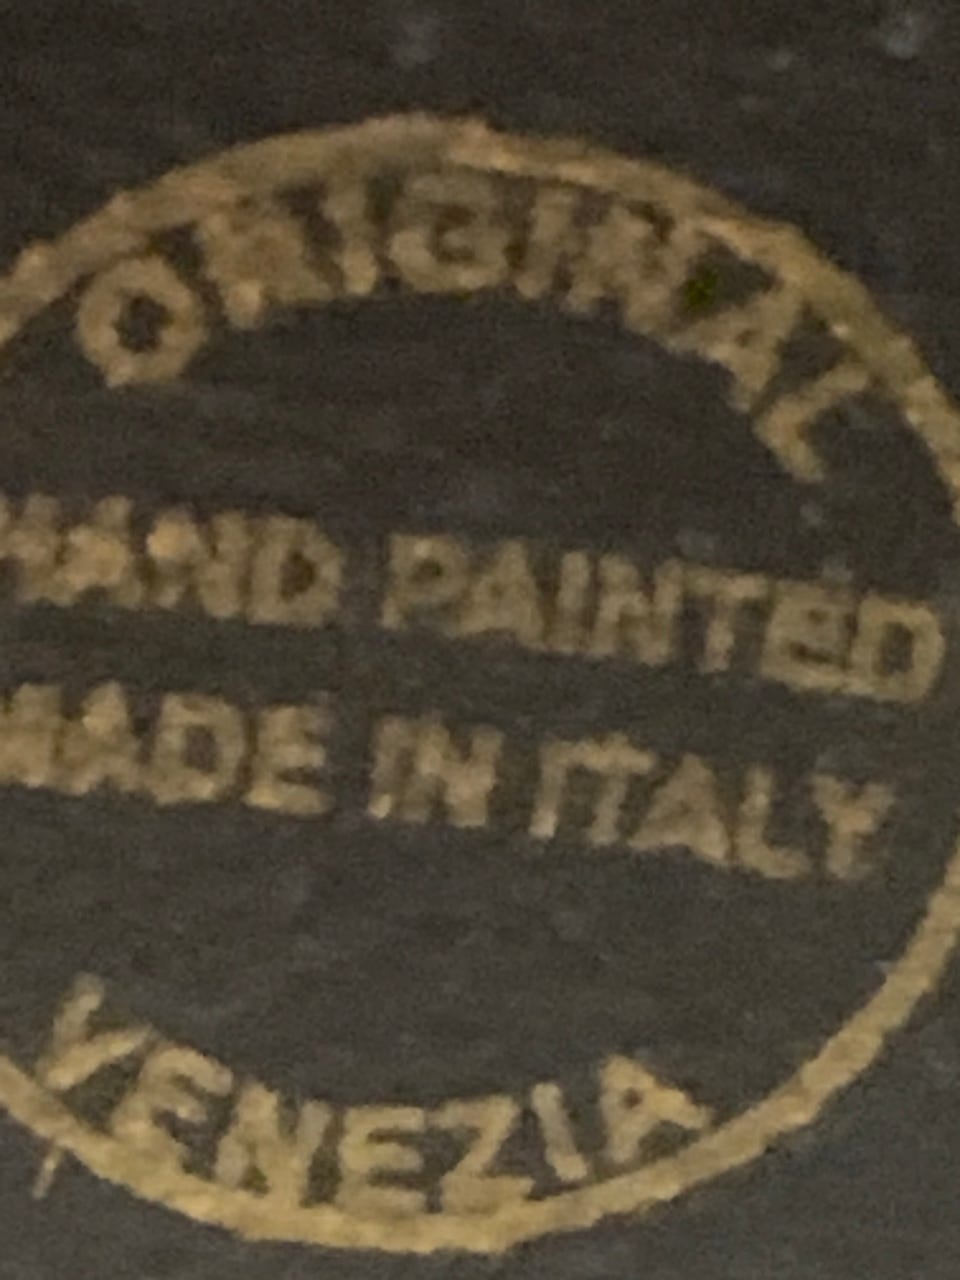 ORIGINAL
HAND PAINTED
MADE IN ITALY
VENEZIA